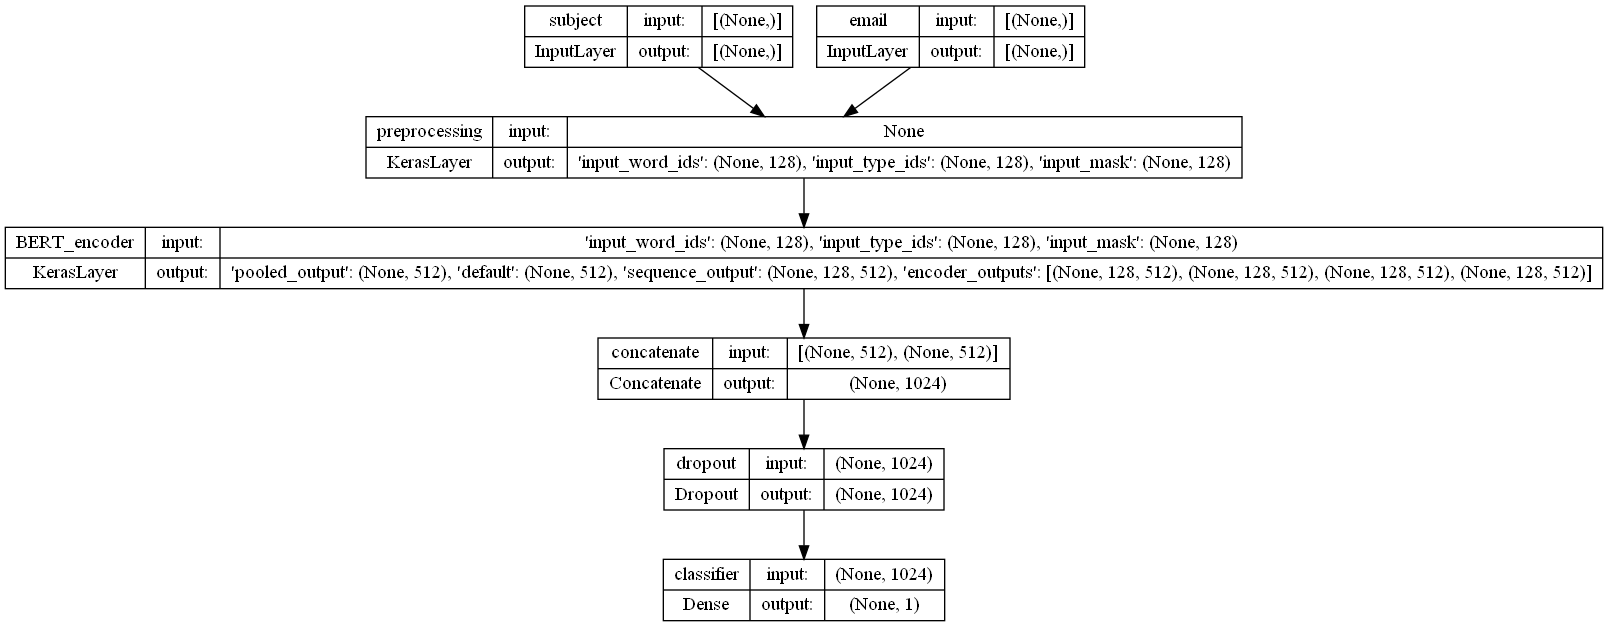 subject input: [(None,)]
InputLayer output: [(None,)]
email input: [(None,)]
InputLayer output: [(None,)]
preprocessing input: None
KerasLayer output: 'input_word_ids': (None, 128), 'input_type_ids': (None, 128), 'input_mask': (None, 128)
BERT_encoder input: 'input_word_ids': (None, 128), 'input_type_ids': (None, 128), 'input_mask': (None, 128)
KerasLayer output: 'pooled_output': (None, 512), 'default': (None, 512), 'sequence_output': (None, 128, 512), 'encoder_outputs': [(None, 128, 512), (None, 128, 512), (None, 128, 512), (None, 128, 512)]
concatenate input: [(None, 512), (None, 512)]
Concatenate output: (None, 1024)
dropout input: (None, 1024)
Dropout output: (None, 1024)
classifier input: (None, 1024)
Dense output: (None, 1)